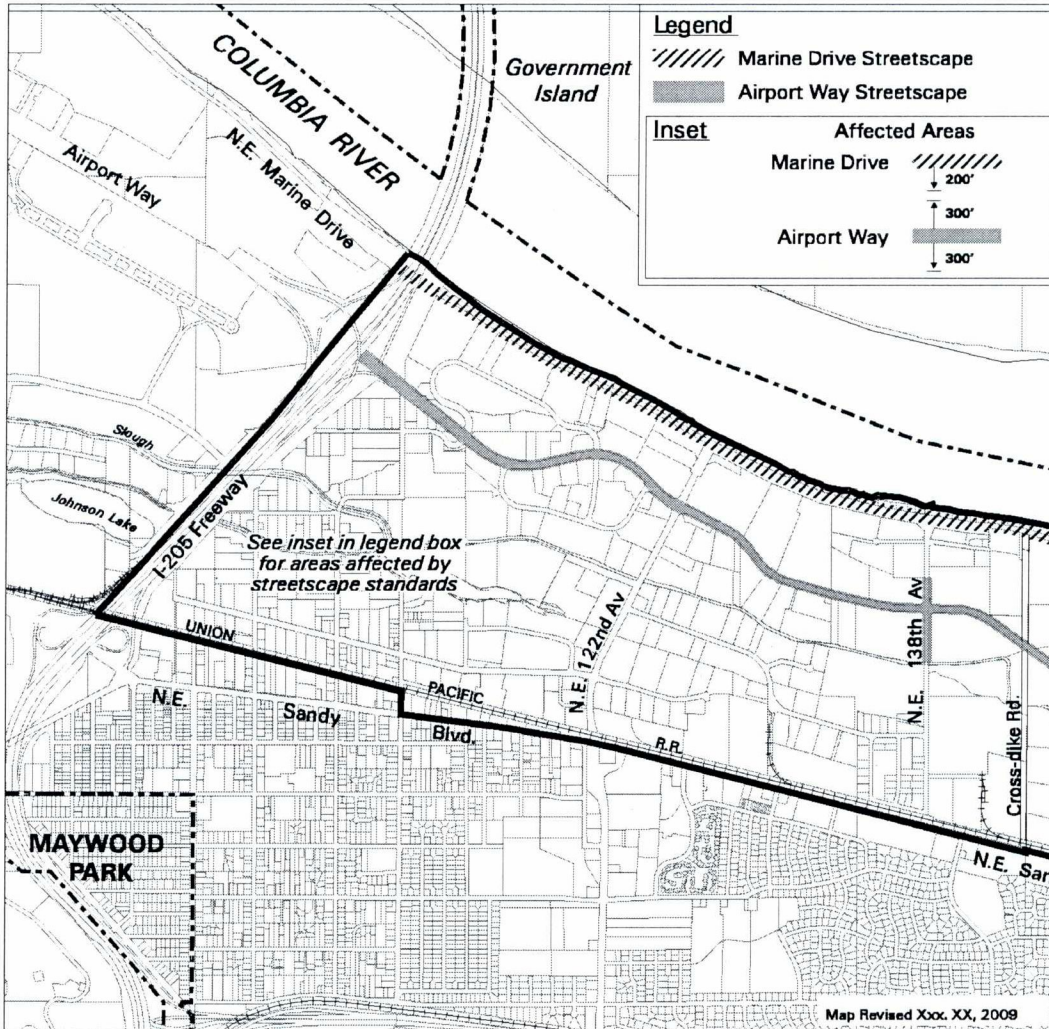 Legend
Marine Drive Streetscape
Airport Way Streetscape
Inset
Affected Areas
Marine Drive
200'
300'
Airport Way
300'
COLUMBIA RIVER
Government
Island
Airport Way
N.E. Marine Drive
Slough
Johnson Lake
I-205 Freeway
See inset in legend box
for areas affected by
streetscape standards
N.E. 122nd Av
N.E. 138th Av
Cross-dike Rd.
UNION PACIFIC R.R.
N.E. Sandy Blvd.
N.E. San
MAYWOOD
PARK
Map Revised Xxx. XX, 2009